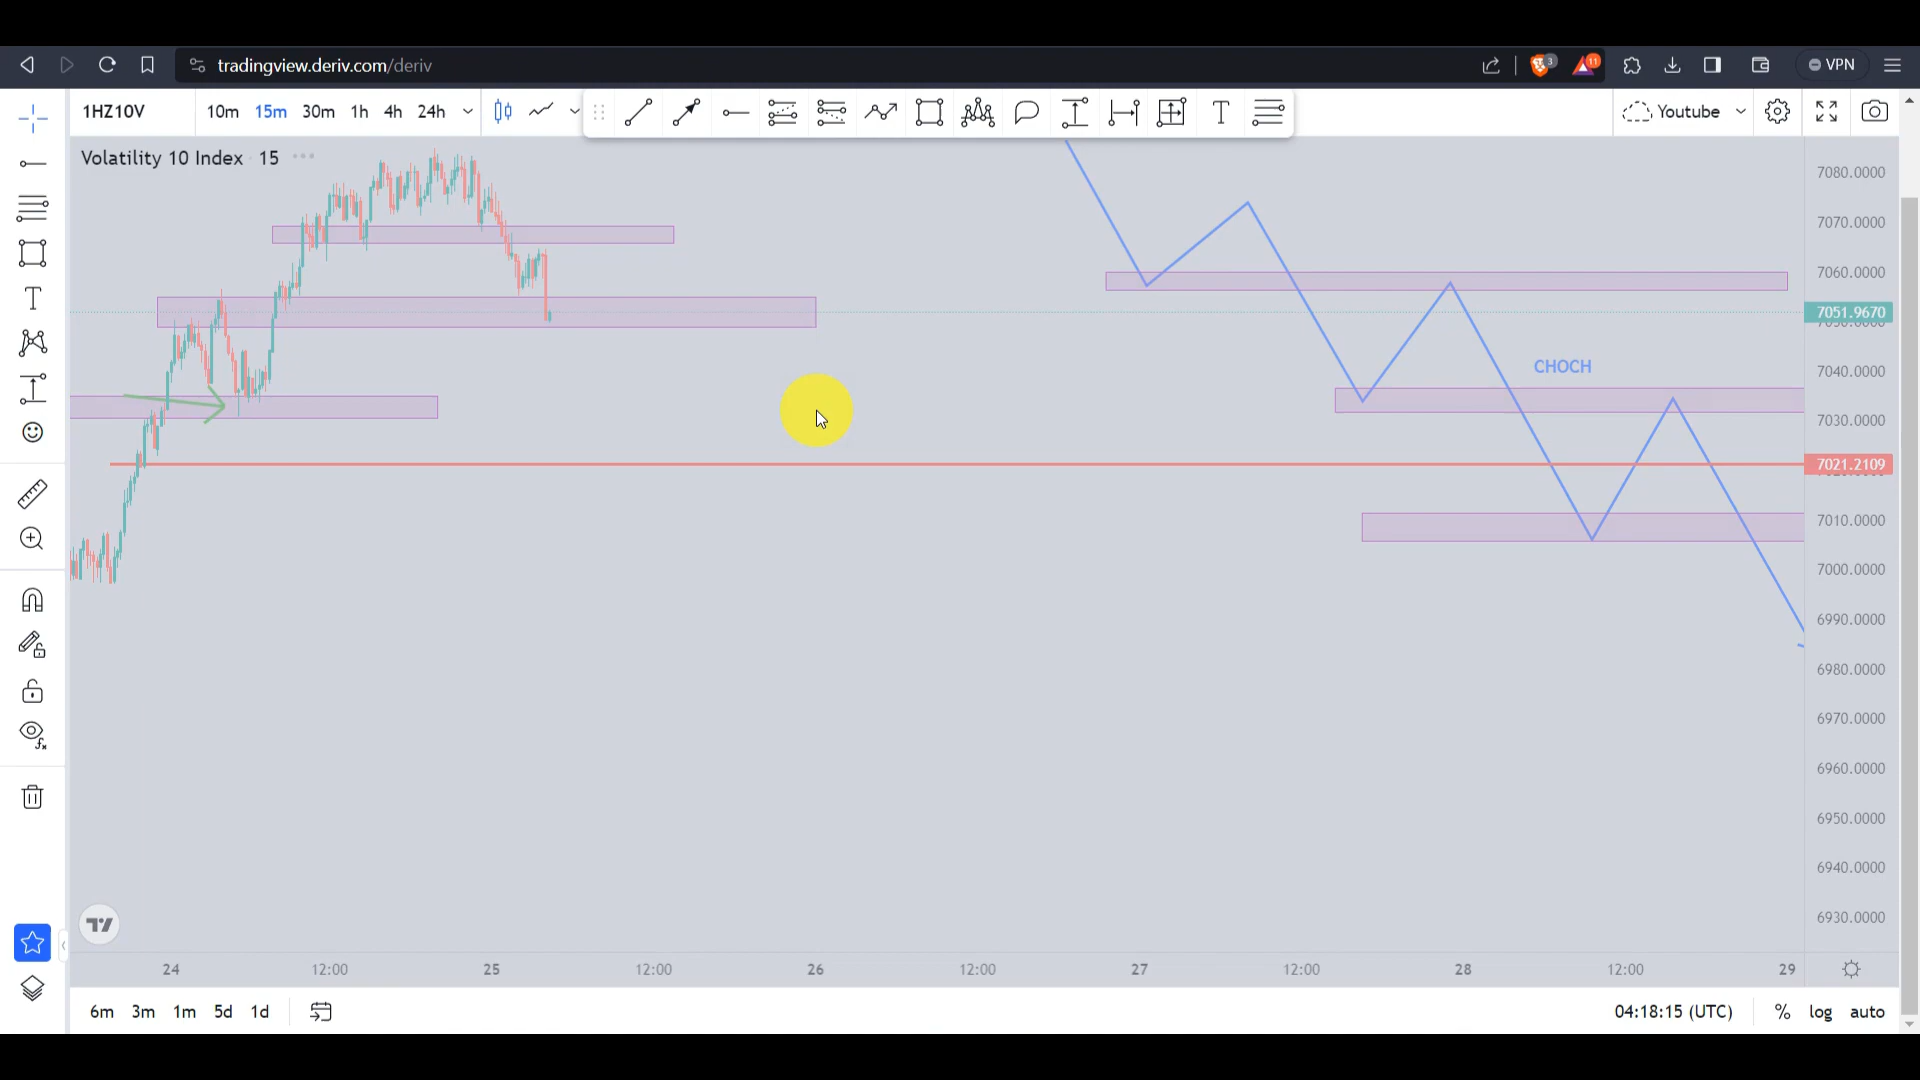 tradingview.deriv.com/deriv
3
11
VPN
1HZ10V
10m 15m 30m 1h 4h 24h
T
Youtube
Volatility 10 Index 15
7080.0000
7070.0000
7060.0000
7051.9670
CHOCH
7040.0000
7030.0000
7021.2109
7010.0000
7000.0000
6990.0000
6980.0000
6970.0000
6960.0000
6950.0000
6940.0000
6930.0000
24 12:00 25 12:00 26 12:00 27 12:00 28 12:00 29
6m 3m 1m 5d 1d
04:18:15 (UTC)
% log auto